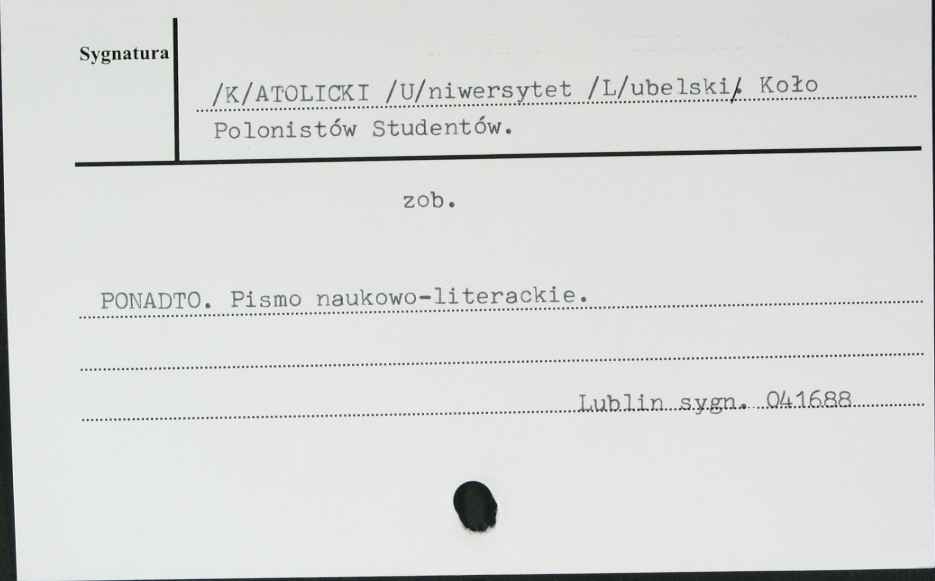 Sygnatura
/K/ATOLICKI /U/niwersytet /L/ubelski/. Koło
Polonistów Studentów.
zob.
PONADTO. Pismo naukowo-literackie.
Lublin sygn. 041688